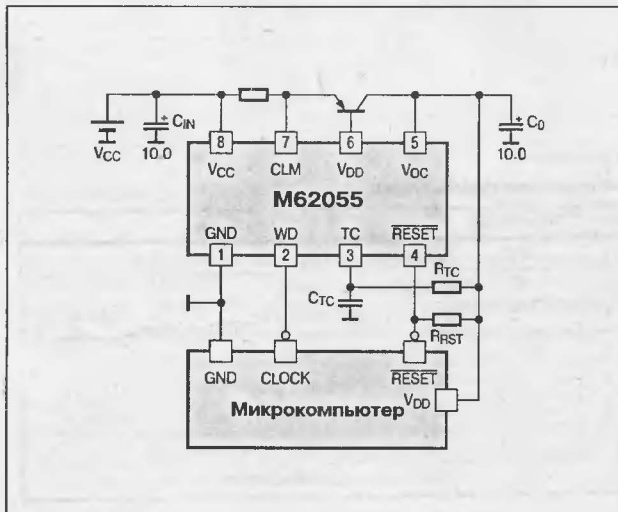 VCC
10.0
CIN
8
7
6
5
C0
10.0
VCC
CLM
VDD
VOC
M62055
GND
WD
TC
RESET
1
2
3
4
RTC
CTC
RRST
GND
CLOCK
RESET
VDD
Микрокомпьютер